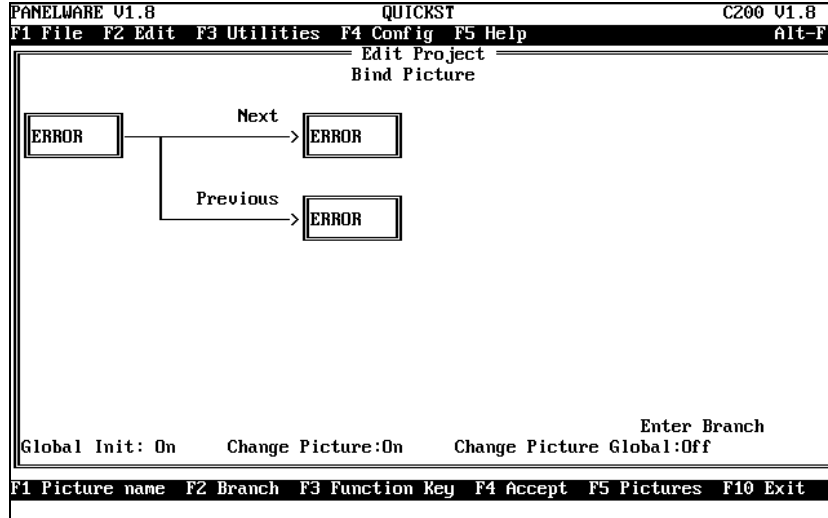 PANELWARE V1.8 QUICKST C200 V1.8
F1 File F2 Edit F3 Utilities F4 Config F5 Help Alt-F
Edit Project
Bind Picture
Next
ERROR ERROR
Previous
ERROR
Enter Branch
Global Init: On Change Picture:On Change Picture Global:Off
F1 Picture name F2 Branch F3 Function Key F4 Accept F5 Pictures F10 Exit